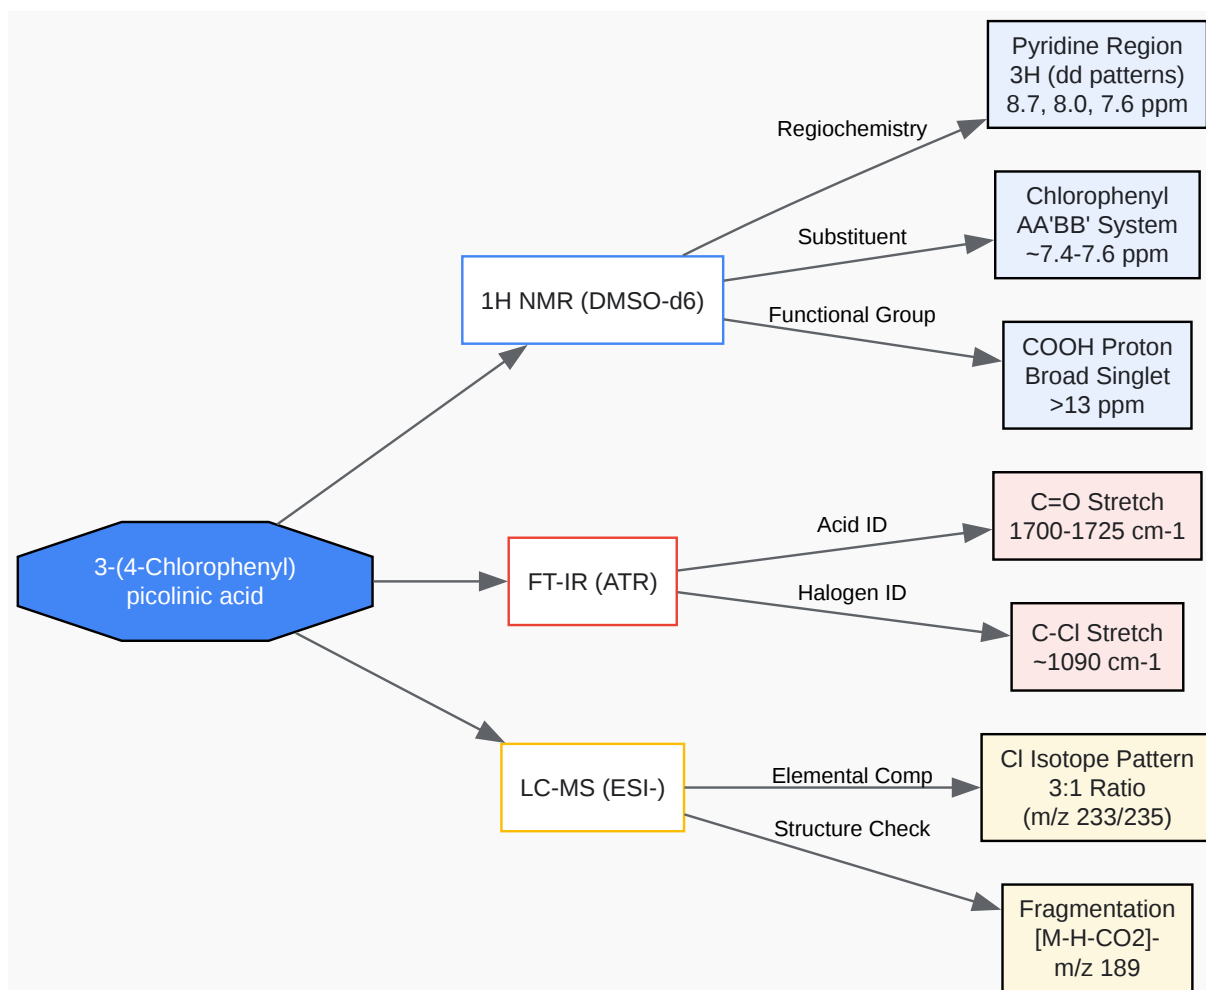 3-(4-Chlorophenyl)
picolinic acid
1H NMR (DMSO-d6)
FT-IR (ATR)
LC-MS (ESI-)
Regiochemistry
Pyridine Region
3H (dd patterns)
8.7, 8.0, 7.6 ppm
Substituent
Chlorophenyl
AA'BB' System
~7.4-7.6 ppm
Functional Group
COOH Proton
Broad Singlet
>13 ppm
Acid ID
C=O Stretch
1700-1725 cm-1
Halogen ID
C-Cl Stretch
~1090 cm-1
Elemental Comp
Cl Isotope Pattern
3:1 Ratio
(m/z 233/235)
Structure Check
Fragmentation
[M-H-CO2]-
m/z 189